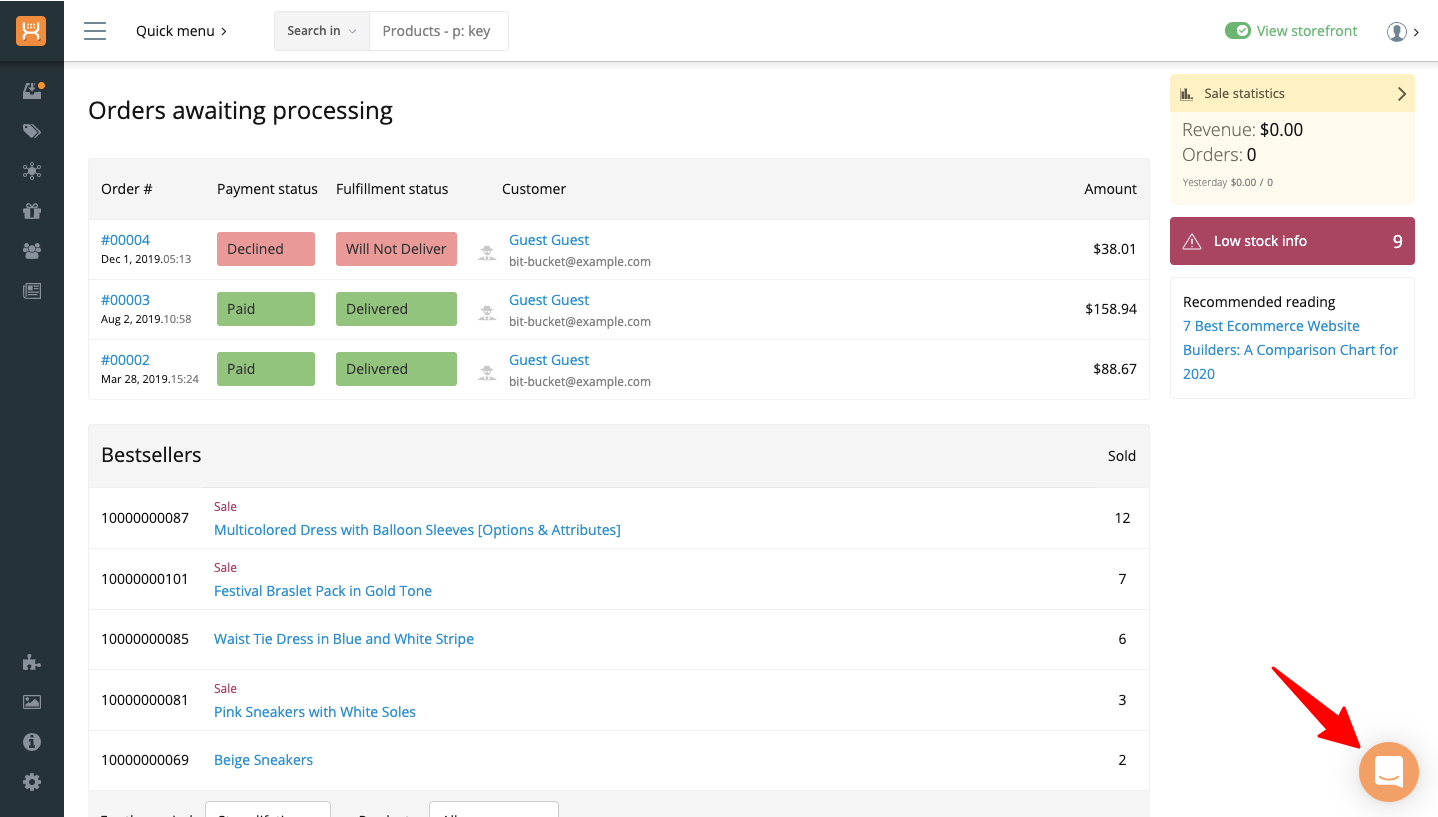 Quick menu
Search in
Products - p: key
View storefront
Orders awaiting processing
Order # Payment status Fulfillment status Customer Amount
#00004 Declined Will Not Deliver Guest Guest $38.01
Dec 1, 2019.05:13 bit-bucket@example.com
#00003 Paid Delivered Guest Guest $158.94
Aug 2, 2019.10:58 bit-bucket@example.com
#00002 Paid Delivered Guest Guest $88.67
Mar 28, 2019.15:24 bit-bucket@example.com
Bestsellers Sold
Sale
10000000087 Multicolored Dress with Balloon Sleeves [Options & Attributes] 12
Sale
10000000101 Festival Braslet Pack in Gold Tone 7
10000000085 Waist Tie Dress in Blue and White Stripe 6
Sale
10000000081 Pink Sneakers with White Soles 3
10000000069 Beige Sneakers 2
Sale statistics
Revenue: $0.00
Orders: 0
Yesterday $0.00 / 0
Low stock info 9
Recommended reading
7 Best Ecommerce Website
Builders: A Comparison Chart for
2020